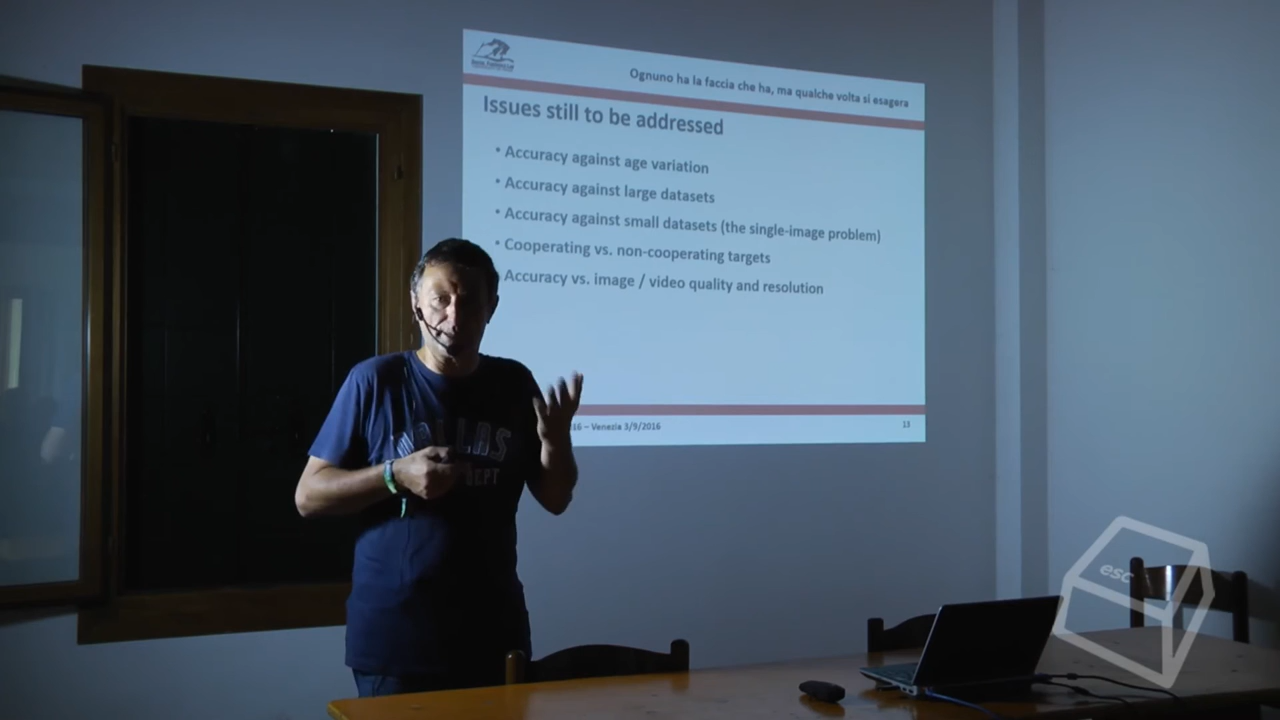 Ognuno ha la faccia che ha, ma qualche volta si esagera
Issues still to be addressed
• Accuracy against age variation
• Accuracy against large datasets
• Accuracy against small datasets (the single-image problem)
• Cooperating vs. non-cooperating targets
Accuracy vs. image / video quality and resolution
16 – Venezia 3/9/2016
13
DALLAS
DEPT
esc